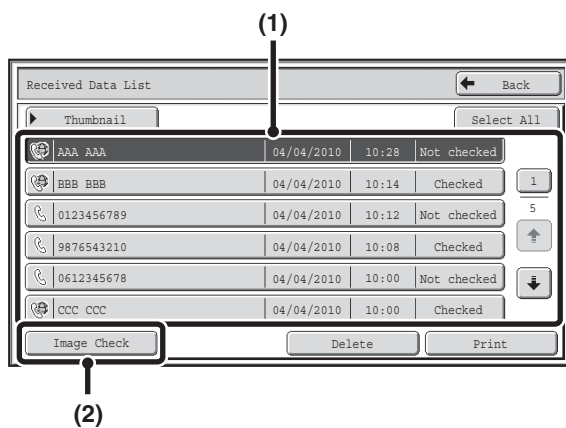 (1)
Received Data List Back
Thumbnail Select All
AAA AAA 04/04/2010 10:28 Not checked
BBB BBB 04/04/2010 10:14 Checked 1
0123456789 04/04/2010 10:12 Not checked 5
9876543210 04/04/2010 10:08 Checked
0612345678 04/04/2010 10:00 Not checked
CCC CCC 04/04/2010 10:00 Checked
Image Check Delete Print
(2)